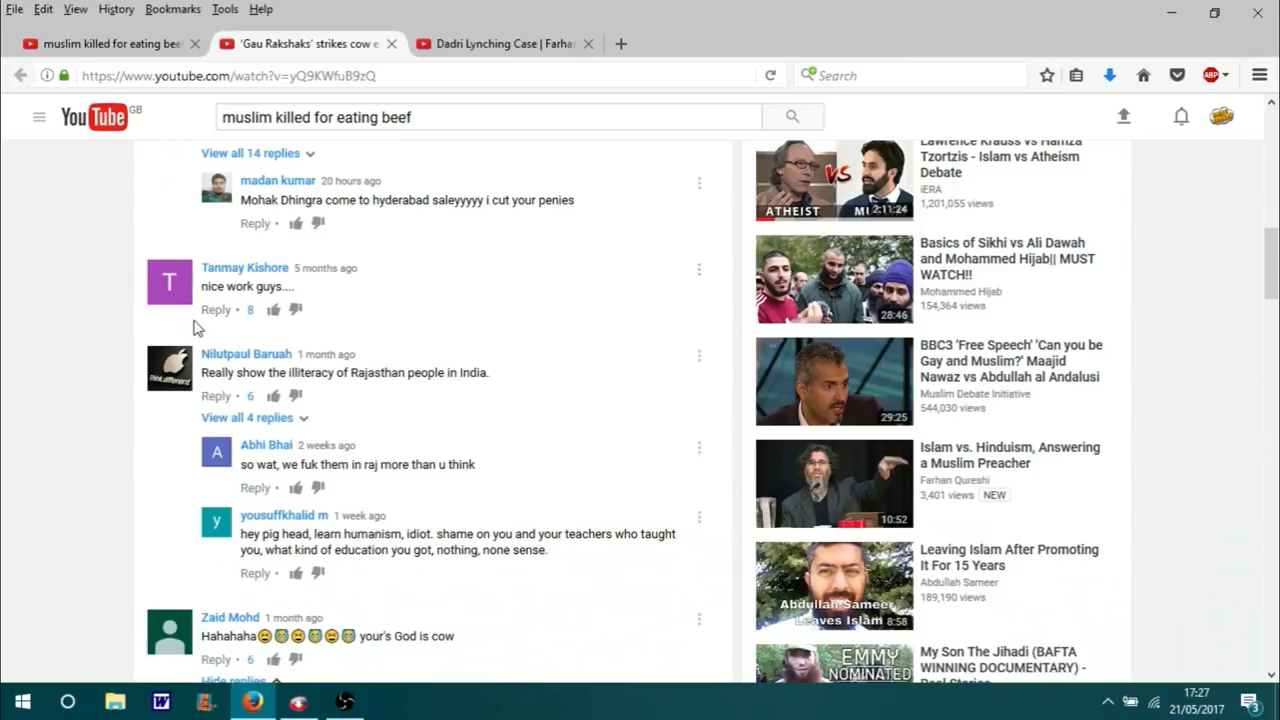 File Edit View History Bookmarks Tools Help
muslim killed for eating bee
'Gau Rakshaks' strikes cow e
Dadri Lynching Case | Farha
https://www.youtube.com/watch?v=yQ9KWfuB9zQ
Search
ABP
YouTube GB
muslim killed for eating beef
View all 14 replies
madan kumar 20 hours ago
Mohak Dhingra come to hyderabad saleyyyyy i cut your penies
Reply •
T
Tanmay Kishore 5 months ago
nice work guys....
Reply • 8
Think different
Nilutpaul Baruah 1 month ago
Really show the illiteracy of Rajasthan people in India.
Reply • 6
View all 4 replies
A
Abhi Bhai 2 weeks ago
so wat, we fuk them in raj more than u think
Reply •
y
yousuffkhalid m 1 week ago
hey pig head, learn humanism, idiot. shame on you and your teachers who taught
you, what kind of education you got, nothing, none sense.
Reply •
Zaid Mohd 1 month ago
Hahahaha your's God is cow
Reply • 6
Hide replies
VS
ATHEIST
2:11:24
Lawrence Krauss vs Hamza
Tzortzis - Islam vs Atheism
Debate
iERA
1,201,055 views
28:46
Basics of Sikhi vs Ali Dawah
and Mohammed Hijab|| MUST
WATCH!!
Mohammed Hijab
154,364 views
29:25
BBC3 'Free Speech' 'Can you be
Gay and Muslim?' Maajid
Nawaz vs Abdullah al Andalusi
Muslim Debate Initiative
544,030 views
10:52
Islam vs. Hinduism, Answering
a Muslim Preacher
Farhan Qureshi
3,401 views NEW
Abdullah Sameer
Leaves Islam 8:58
Leaving Islam After Promoting
It For 15 Years
Abdullah Sameer
189,190 views
EMMY
NOMINATED
My Son The Jihadi (BAFTA
WINNING DOCUMENTARY) -
Real Stories
W
17:27
21/05/2017
3